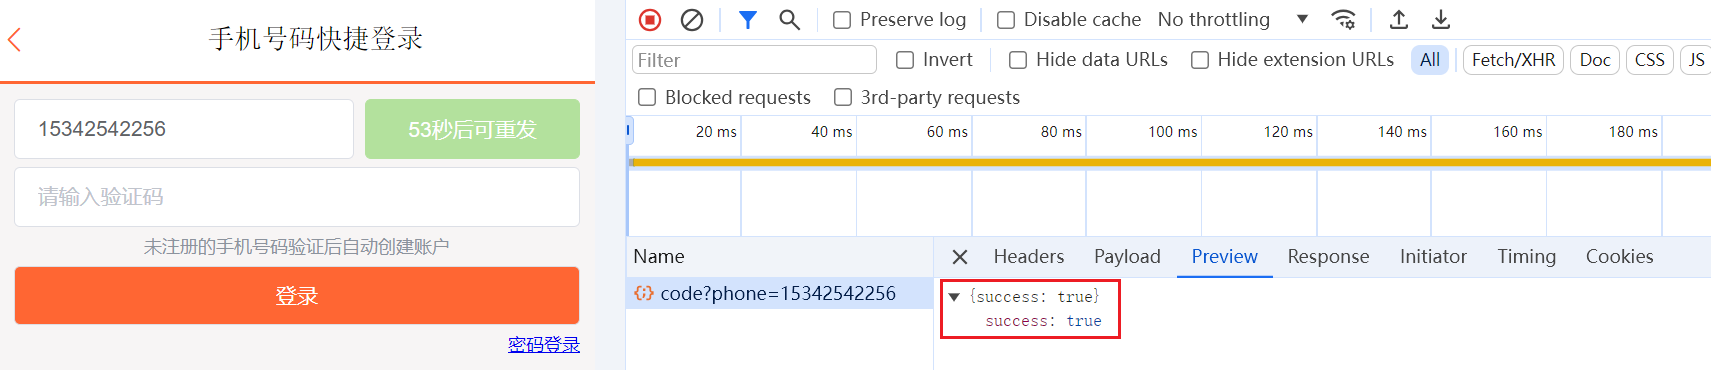 手机号码快捷登录
15342542256
53秒后可重发
请输入验证码
未注册的手机号码验证后自动创建账户
登录
密码登录
Preserve log
Disable cache
No throttling
Filter
Invert
Hide data URLs
Hide extension URLs
All
Fetch/XHR
Doc
CSS
JS
Blocked requests
3rd-party requests
20 ms
40 ms
60 ms
80 ms
100 ms
120 ms
140 ms
160 ms
180 ms
Name
Headers
Payload
Preview
Response
Initiator
Timing
Cookies
code?phone=15342542256
{success: true}
success: true